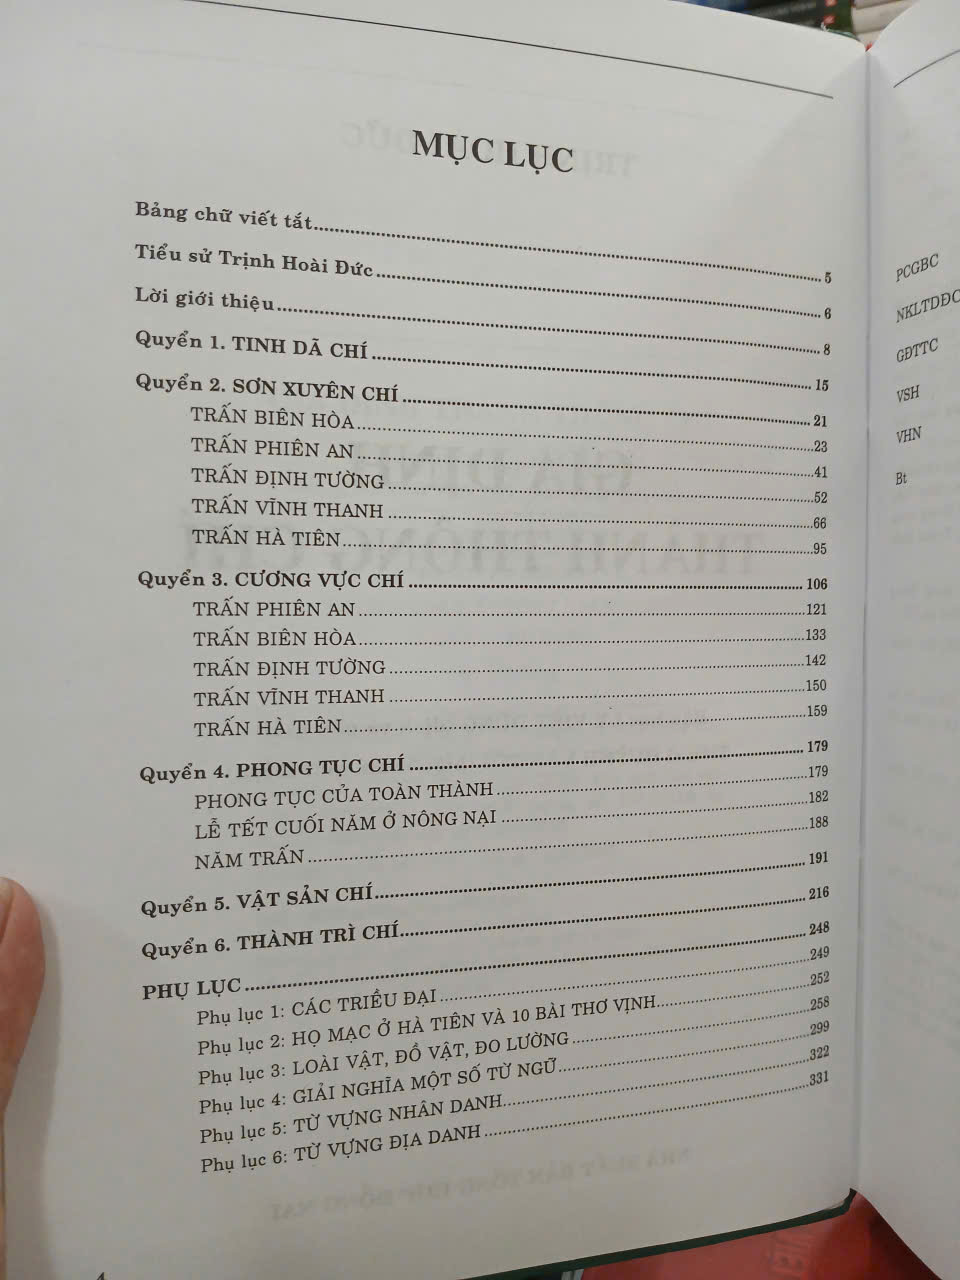 MỤC LỤC
Bảng chữ viết tắt 5
Tiểu sử Trịnh Hoài Đức 6
Lời giới thiệu 8
Quyển 1. TINH DÃ CHÍ 15
Quyển 2. SƠN XUYÊN CHÍ 21
TRẤN BIÊN HÒA 23
TRẤN PHIÊN AN 41
TRẤN ĐỊNH TƯỜNG 52
TRẤN VĨNH THANH 66
TRẤN HÀ TIÊN 95
Quyển 3. CƯƠNG VỰC CHÍ 106
TRẤN PHIÊN AN 121
TRẤN BIÊN HÒA 133
TRẤN ĐỊNH TƯỜNG 142
TRẤN VĨNH THANH 150
TRẤN HÀ TIÊN 159
Quyển 4. PHONG TỤC CHÍ 179
PHONG TỤC CỦA TOÀN THÀNH 179
LỄ TẾT CUỐI NĂM Ở NÔNG NẠI 182
NĂM TRẤN 188
Quyển 5. VẬT SẢN CHÍ 191
Quyển 6. THÀNH TRÌ CHÍ 216
PHỤ LỤC 248
Phụ lục 1: CÁC TRIỀU ĐẠI 249
Phụ lục 2: HỌ MẠC Ở HÀ TIÊN VÀ 10 BÀI THƠ VỊNH 252
Phụ lục 3: LOÀI VẬT, ĐỒ VẬT, ĐO LƯỜNG 258
Phụ lục 4: GIẢI NGHĨA MỘT SỐ TỪ NGỮ 299
Phụ lục 5: TỪ VỰNG NHÂN DANH 322
Phụ lục 6: TỪ VỰNG ĐỊA DANH 331
PCGBC
NKLTDĐC
GĐTTC
VSH
VHN
Bt